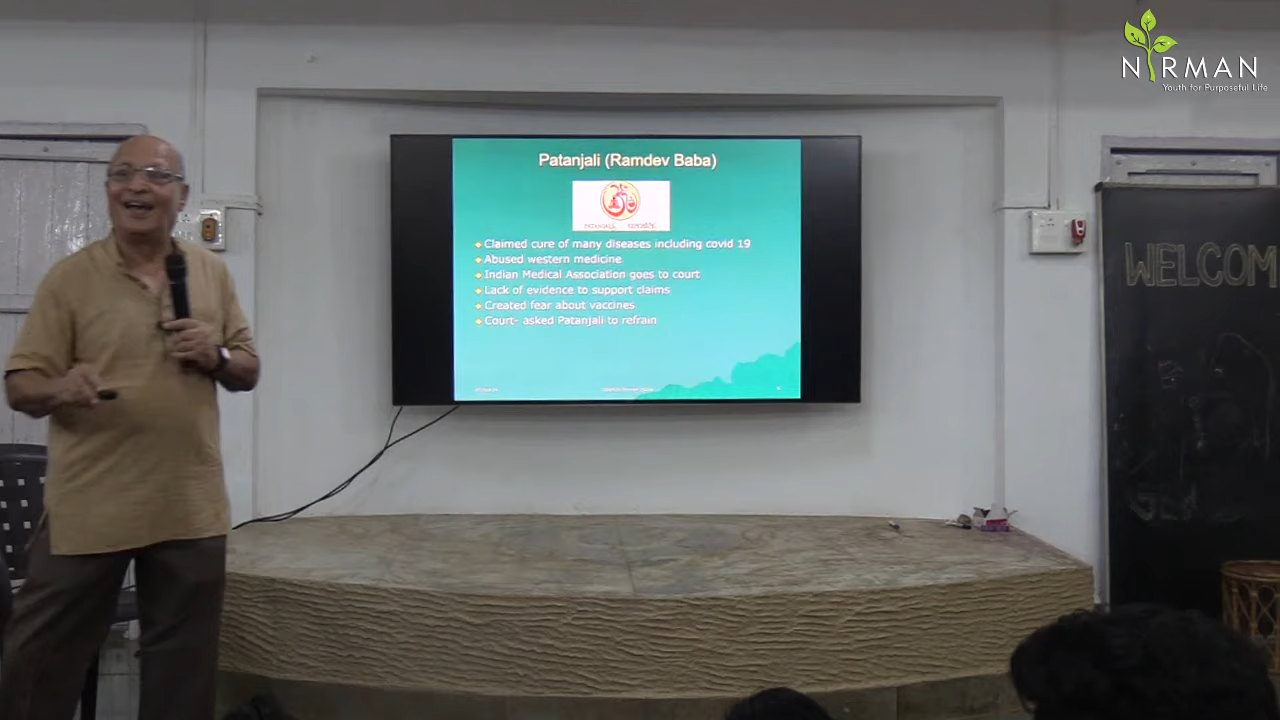 NIRMAN
Youth for Purposeful Life
Patanjali (Ramdev Baba)
PATANJALI
Claimed cure of many diseases including covid 19
Abused western medicine
Indian Medical Association goes to court
Lack of evidence to support claims
Created fear about vaccines
Court- asked Patanjali to refrain
WELCOM